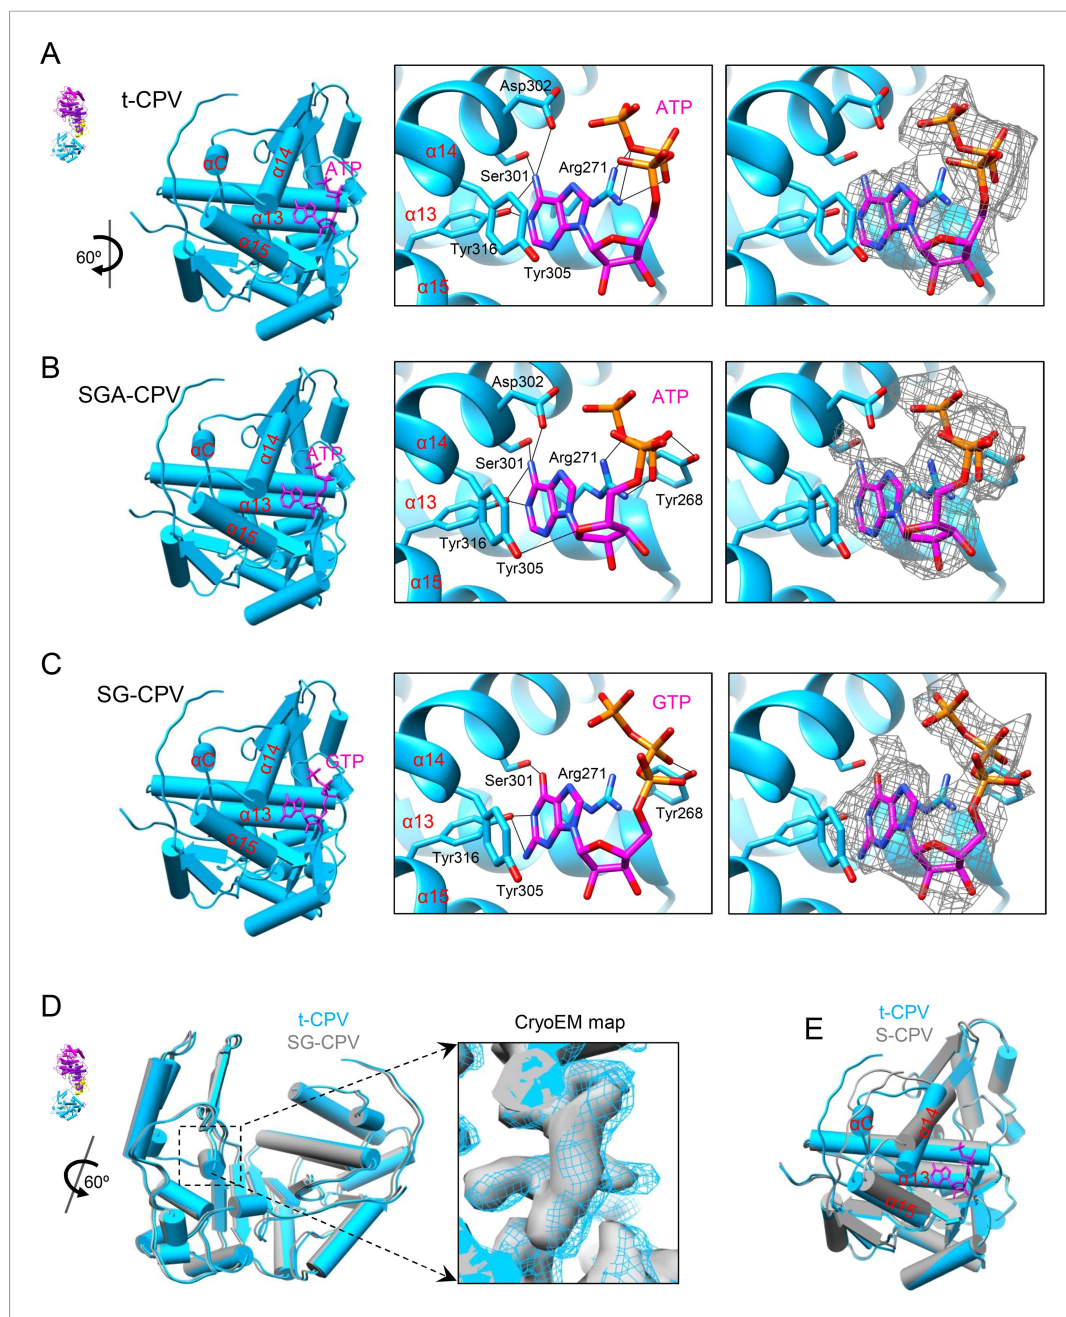 A
t-CPV
αC
α14
ATP
α13
α15
60º
Asp302
ATP
α14
Ser301
Arg271
α13
Tyr316
Tyr305
α15
B
SGA-CPV
αC
α14
ATP
α13
α15
Asp302
ATP
α14
Ser301
Arg271
α13
Tyr268
Tyr316
Tyr305
α15
C
SG-CPV
αC
α14
GTP
α13
α15
GTP
α14
Ser301
Arg271
α13
Tyr268
Tyr316
Tyr305
α15
D
t-CPV
SG-CPV
60º
CryoEM map
E
t-CPV
S-CPV
αC
α14
α13
α15